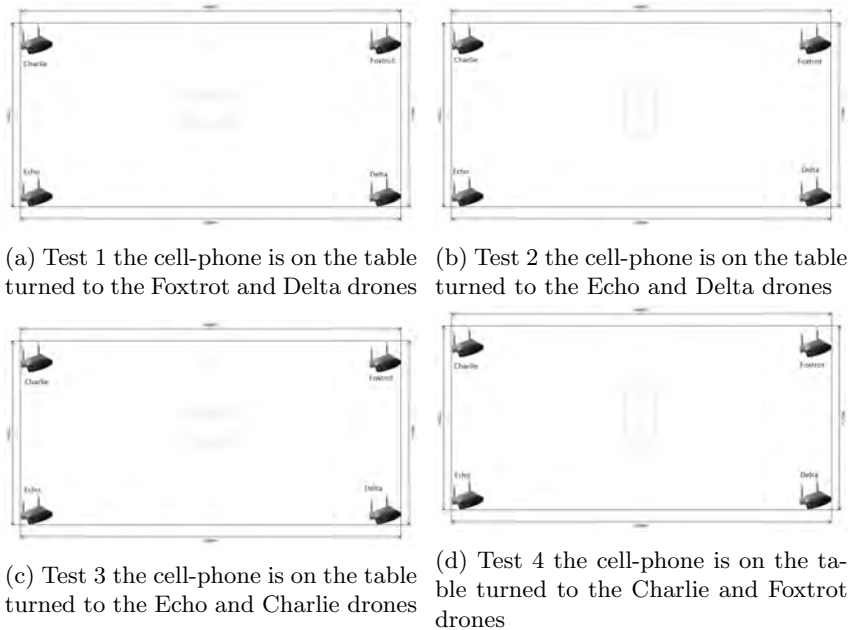 Charlie
Foxtrot
Echo
Delta
Charlie
Foxtrot
Echo
Delta
(a) Test 1 the cell-phone is on the table
turned to the Foxtrot and Delta drones
(b) Test 2 the cell-phone is on the table
turned to the Echo and Delta drones
Charlie
Foxtrot
Echo
Delta
Charlie
Foxtrot
Echo
Delta
(c) Test 3 the cell-phone is on the table
turned to the Echo and Charlie drones
(d) Test 4 the cell-phone is on the ta-
ble turned to the Charlie and Foxtrot
drones